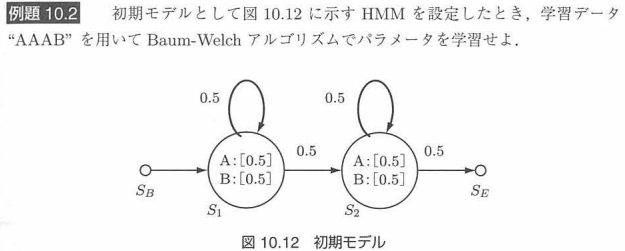 例題 10.2 初期モデルとして図 10.12 に示す HMM を設定したとき，学習データ
“AAAB” を用いて Baum-Welch アルゴリズムでパラメータを学習せよ．
0.5 0.5
A:[0.5] 0.5 A:[0.5] 0.5
B:[0.5] B:[0.5]
SB S1 S2 SE
図 10.12 初期モデル